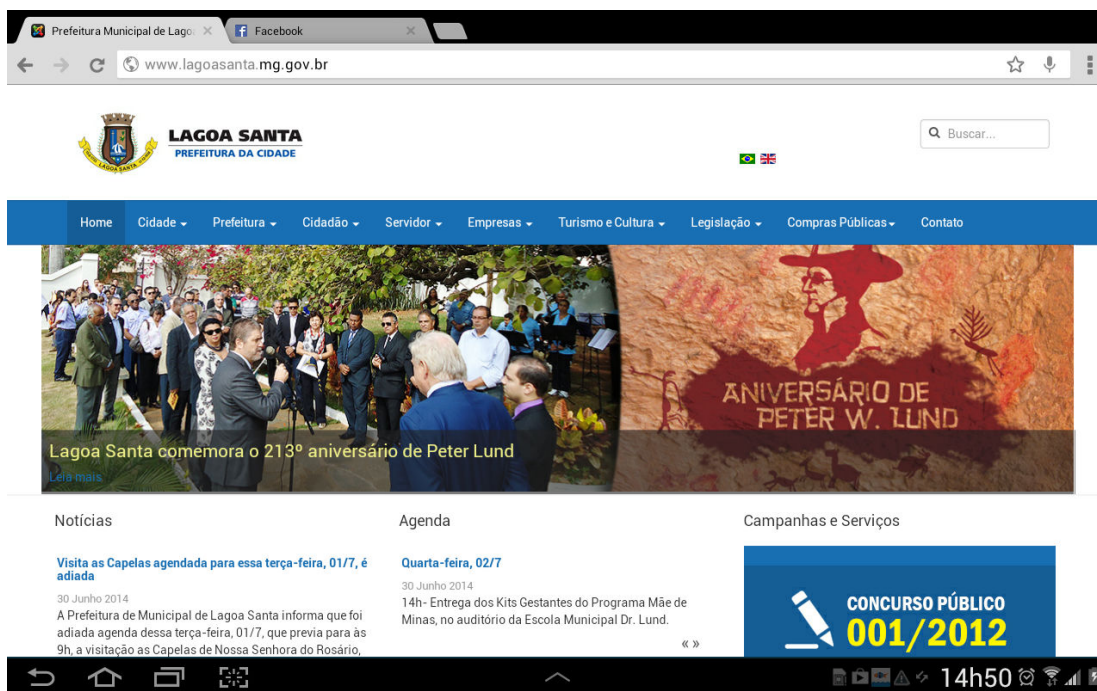 Prefeitura Municipal de Lago
Facebook
www.lagoasanta.mg.gov.br
LAGOA SANTA
PREFEITURA DA CIDADE
Buscar...
Home Cidade Prefeitura Cidadão Servidor Empresas Turismo e Cultura Legislação Compras Públicas Contato
ANIVERSÁRIO DE
PETER W. LUND
Lagoa Santa comemora o 213º aniversário de Peter Lund
Leia mais
Notícias
Visita as Capelas agendada para essa terça-feira, 01/7, é
adiada
30 Junho 2014
A Prefeitura de Municipal de Lagoa Santa informa que foi
adiada agenda dessa terça-feira, 01/7, que previa para às
9h, a visitação as Capelas de Nossa Senhora do Rosário,
Agenda
Quarta-feira, 02/7
30 Junho 2014
14h- Entrega dos Kits Gestantes do Programa Mãe de
Minas, no auditório da Escola Municipal Dr. Lund.
« »
Campanhas e Serviços
CONCURSO PÚBLICO
001/2012
14h50